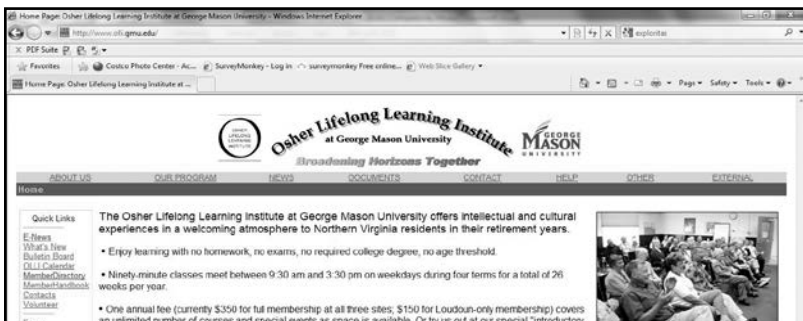 Home Page: Osher Lifelong Learning Institute at George Mason University - Windows Internet Explorer
http://www.olli.gmu.edu/
exploritas
PDF Suite
Favorites Costco Photo Center - Ac... SurveyMonkey - Log in surveymonkey Free online... Web Slice Gallery
Home Page: Osher Lifelong Learning Institute at ...
Page Safety Tools
OSHER
LIFELONG
LEARNING
INSTITUTE
Osher Lifelong Learning Institute
at George Mason University
Broadening Horizons Together
GEORGE
MASON
UNIVERSITY
ABOUT US OUR PROGRAM NEWS DOCUMENTS CONTACT HELP OTHER EXTERNAL
Home
Quick Links
E-News
What's New
Bulletin Board
OLLI Calendar
MemberDirectory
MemberHandbook
Contacts
Volunteer
The Osher Lifelong Learning Institute at George Mason University offers intellectual and cultural
experiences in a welcoming atmosphere to Northern Virginia residents in their retirement years.
• Enjoy learning with no homework, no exams, no required college degree, no age threshold.
• Ninety-minute classes meet between 9:30 am and 3:30 pm on weekdays during four terms for a total of 26
weeks per year.
• One annual fee (currently $350 for full membership at all three sites; $150 for Loudoun-only membership) covers
an unlimited number of courses and special events as space is available. Or try us out at our special "introductory